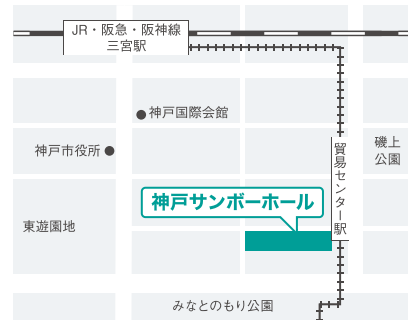 JR・阪急・阪神線
三宮駅
神戸国際会館
神戸市役所
貿易センター駅
磯上
公園
神戸サンボーホール
東遊園地
みなとのもり公園